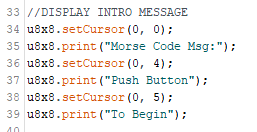 33 //DISPLAY INTRO MESSAGE
34 u8x8.setCursor(0, 0);
35 u8x8.print("Morse Code Msg:");
36 u8x8.setCursor(0, 4);
37 u8x8.print("Push Button");
38 u8x8.setCursor(0, 5);
39 u8x8.print("To Begin");
40